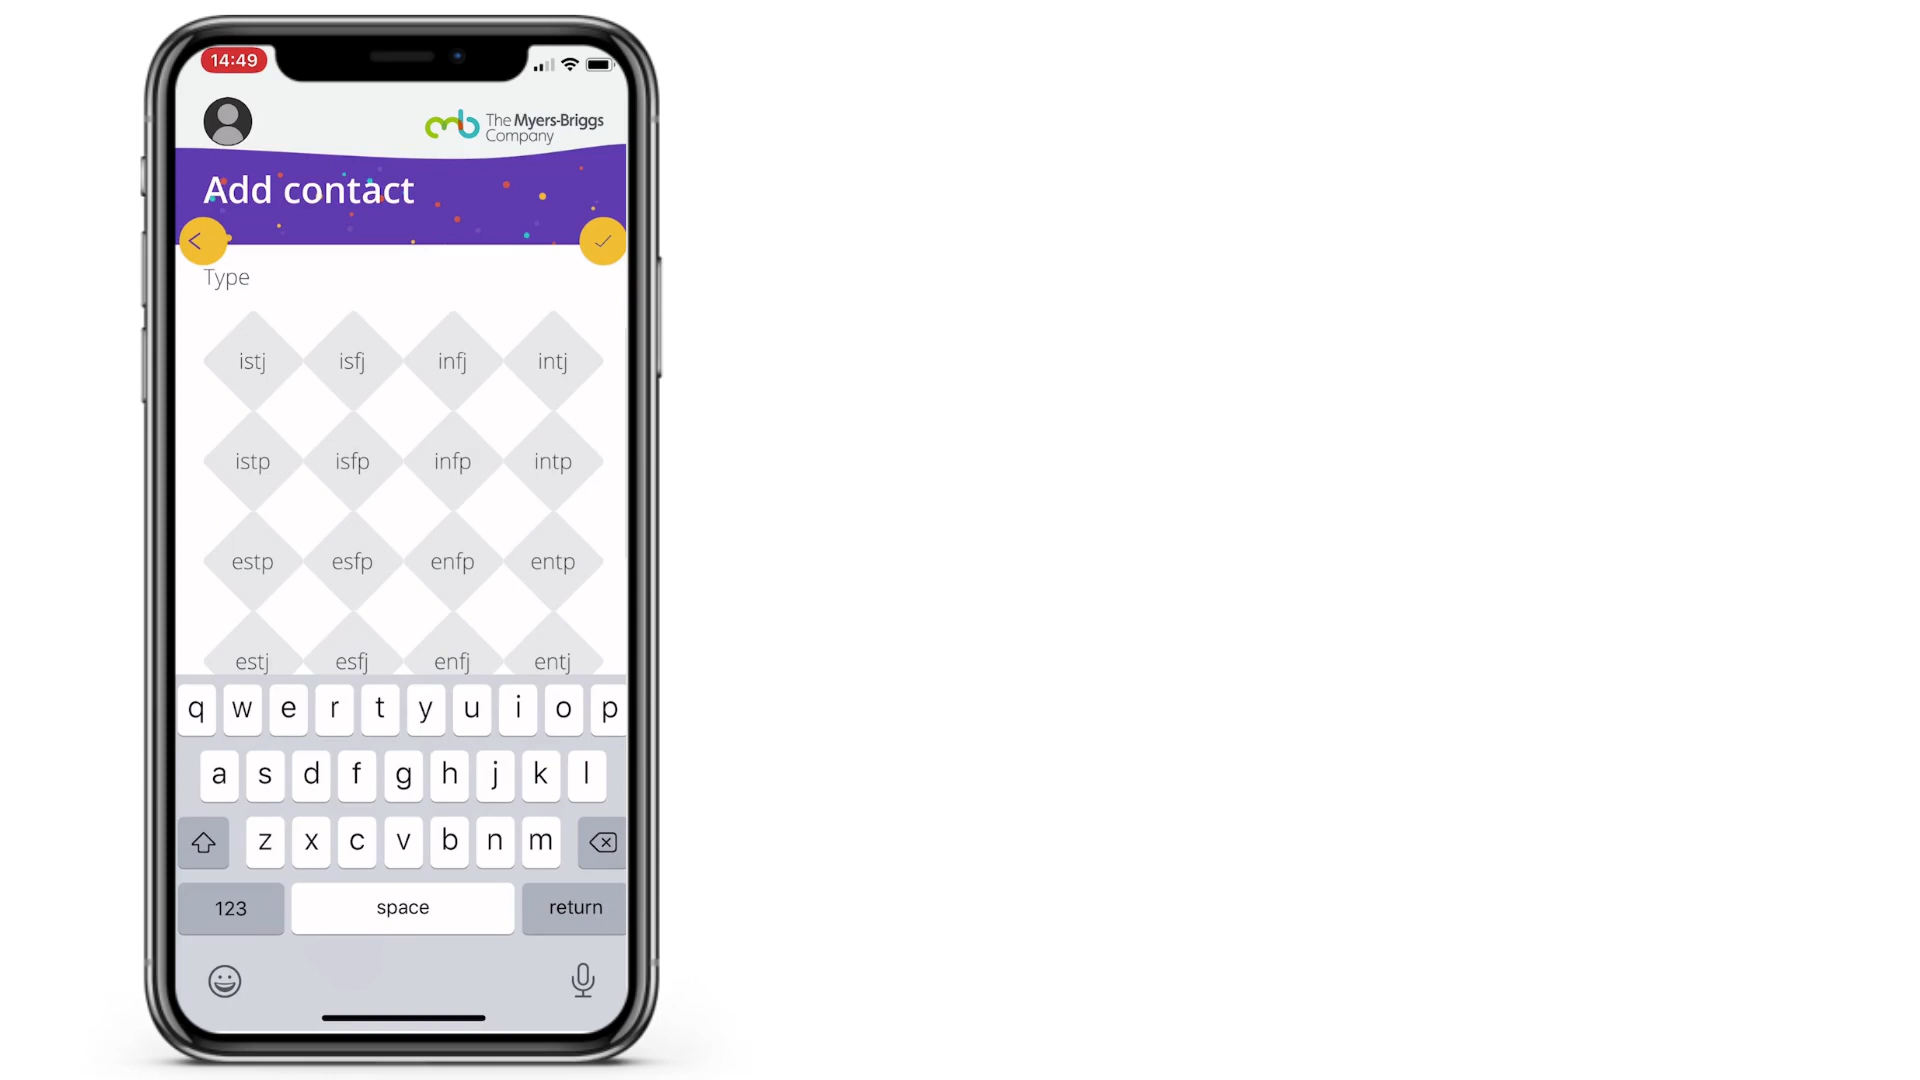 14:49
The Myers-Briggs
Company
Add contact
Type
istj isfj infj intj
istp isfp infp intp
estp esfp enfp entp
estj esfj enfj entj
q w e r t y u i o p
a s d f g h j k l
z x c v b n m
123 space return